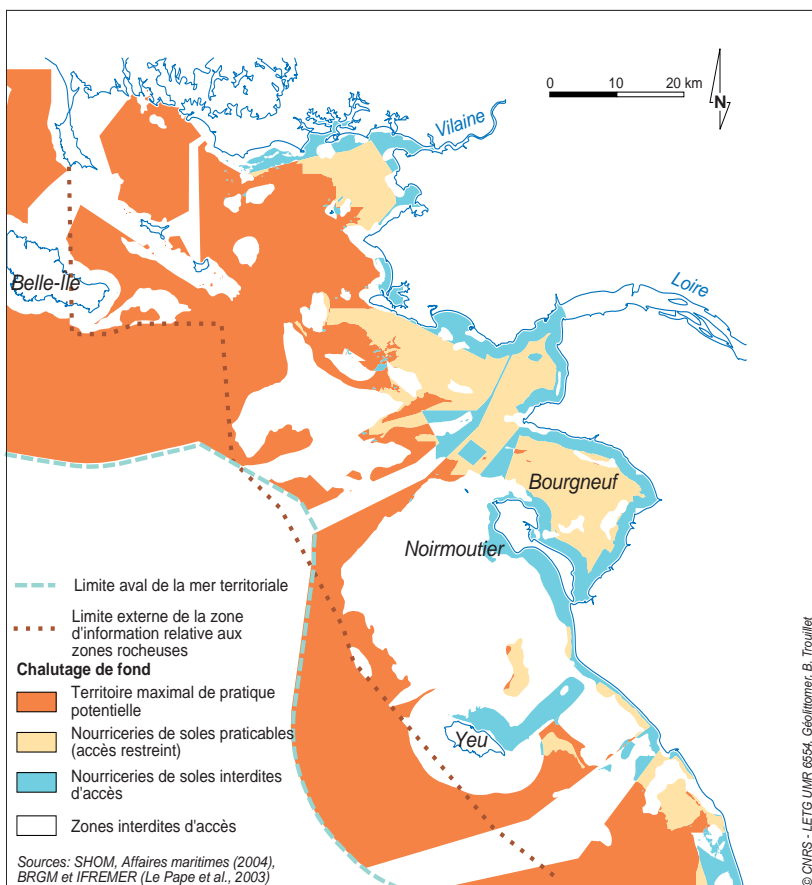 0 10 20 km
N
Vilaine
Loire
Belle-Ile
Bourgneuf
Noirmoutier
Yeu
Limite aval de la mer territoriale
Limite externe de la zone
d'information relative aux
zones rocheuses
Chalutage de fond
Territoire maximal de pratique
potentielle
Nourriceries de soles praticables
(accès restreint)
Nourriceries de soles interdites
d'accès
Zones interdites d'accès
Sources: SHOM, Affaires maritimes (2004),
BRGM et IFREMER (Le Pape et al., 2003)
© CNRS - LETG UMR 6554, Géolittomer, B. Trouillet